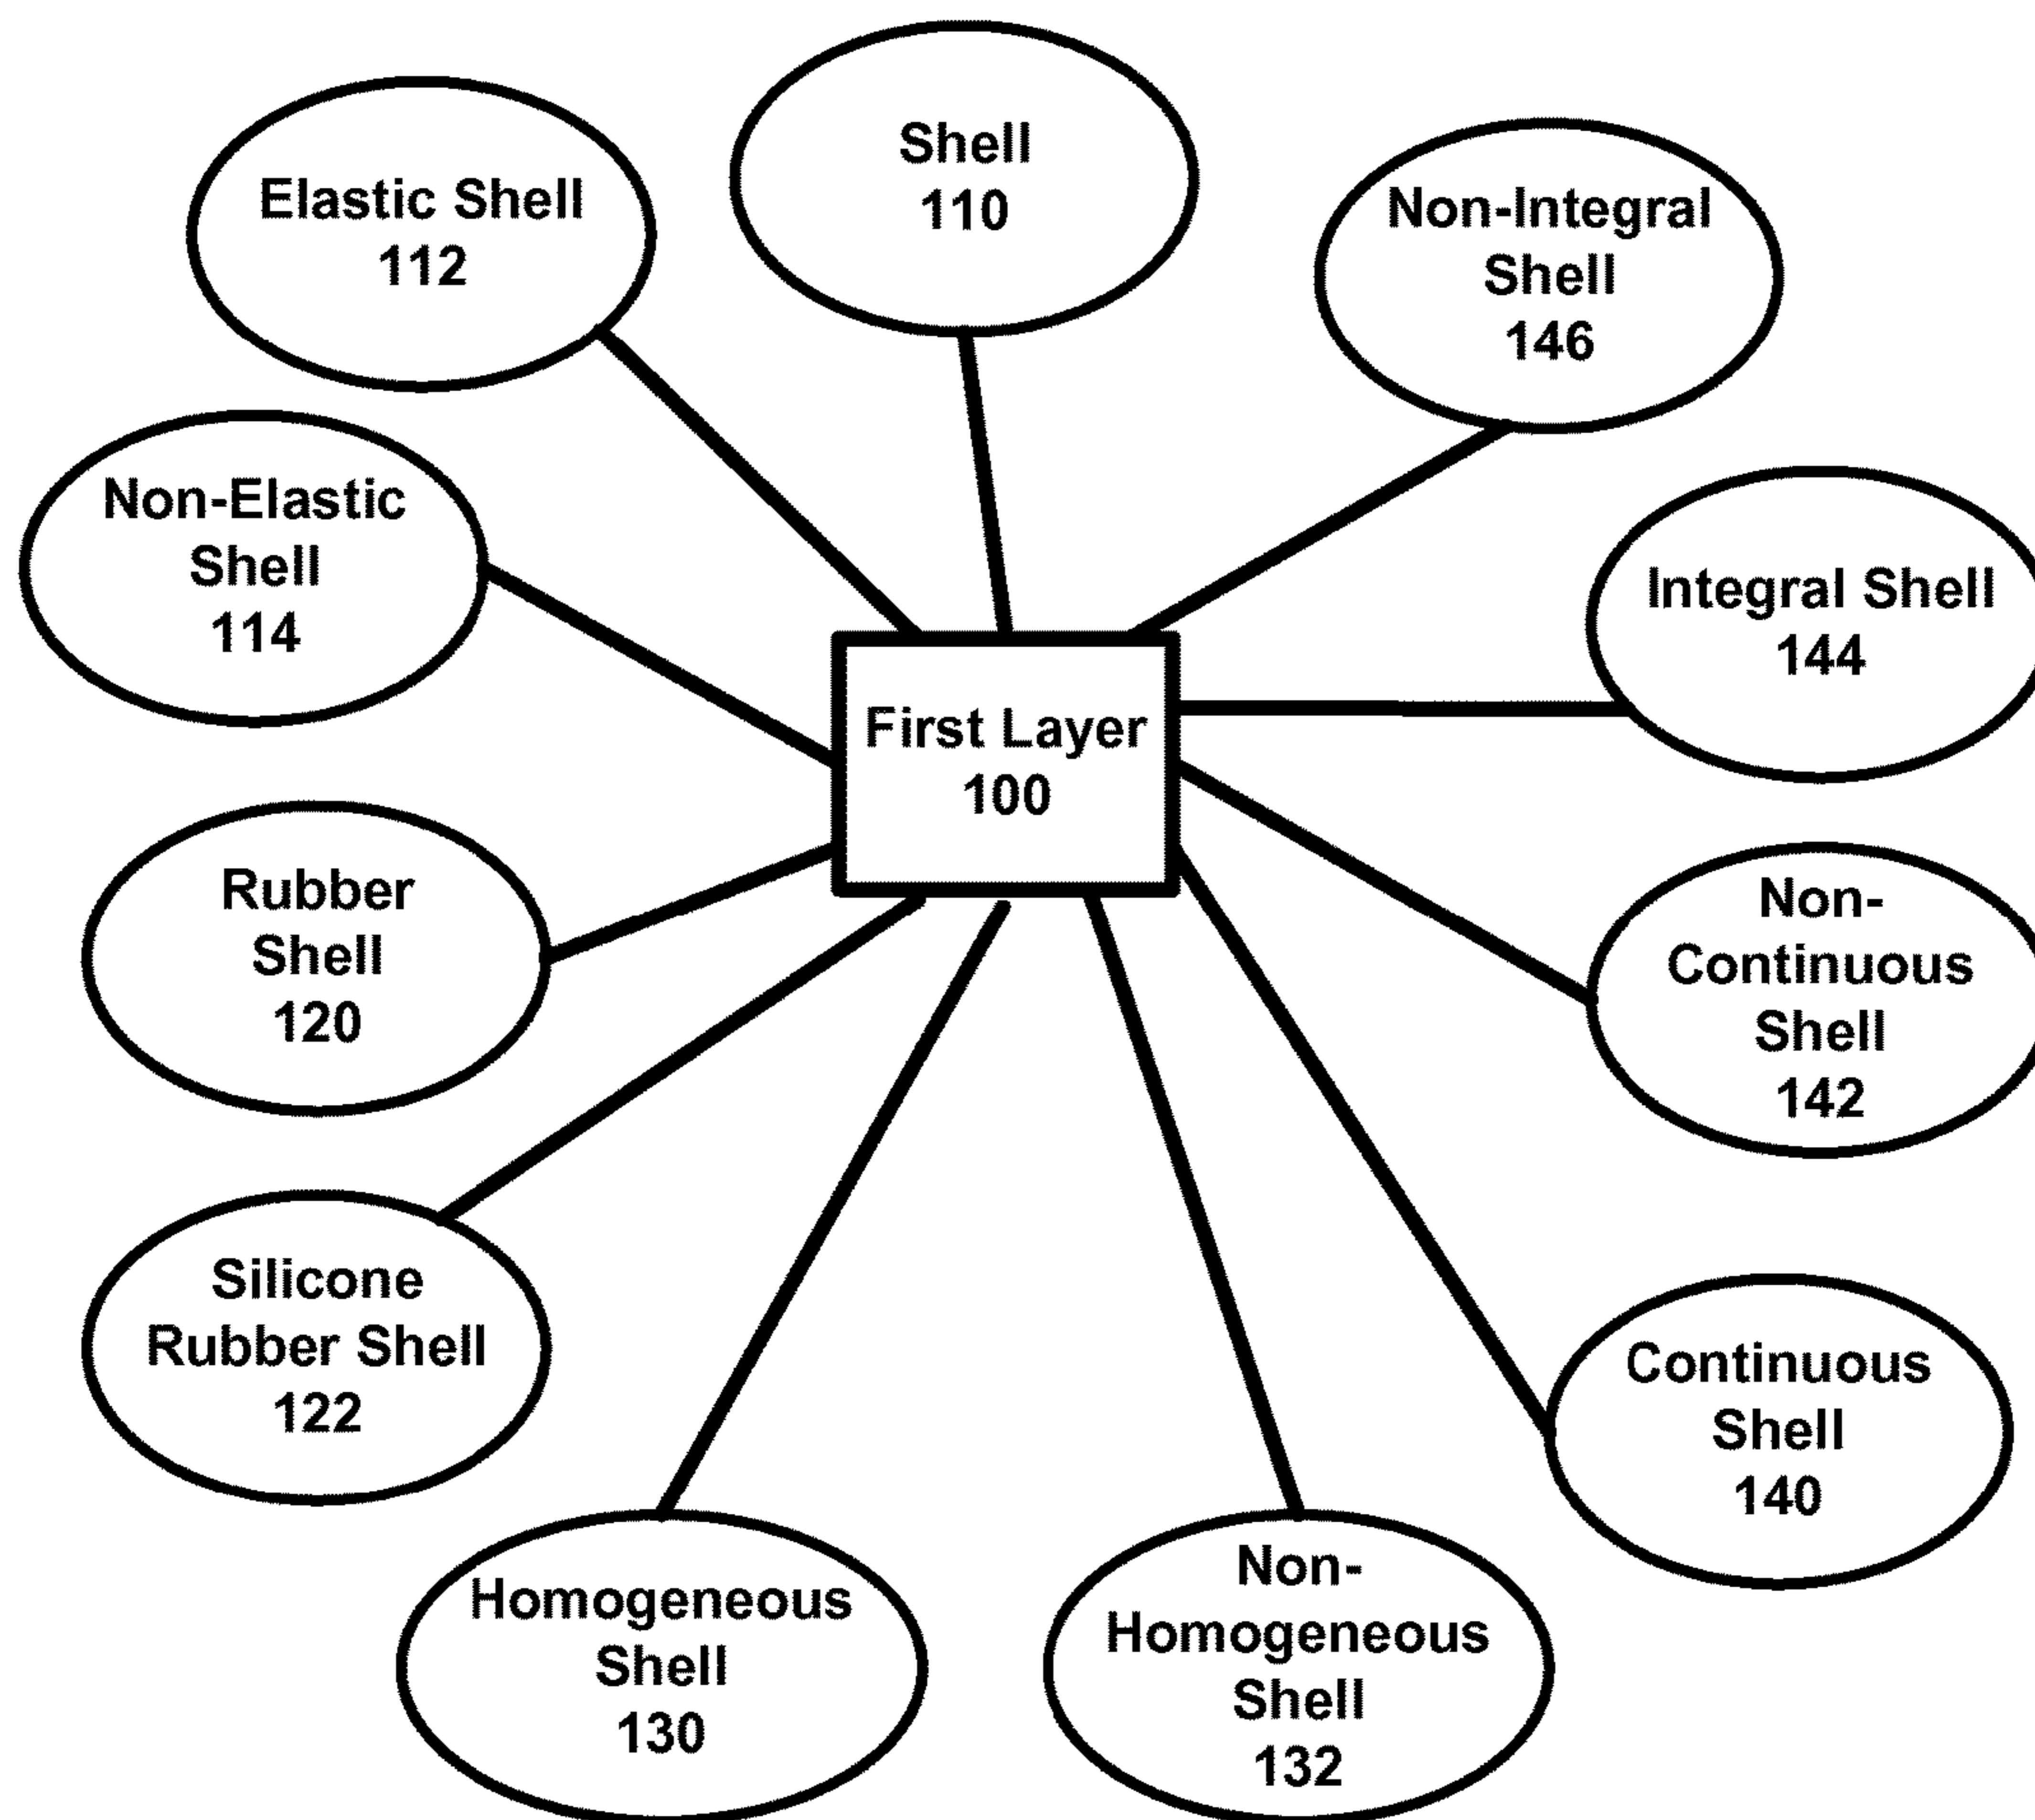 Shell
110
Elastic Shell
112
Non-Integral
Shell
146
Non-Elastic
Shell
114
Integral Shell
144
First Layer
100
Rubber
Shell
120
Non-
Continuous
Shell
142
Silicone
Rubber Shell
122
Continuous
Shell
140
Homogeneous
Shell
130
Non-
Homogeneous
Shell
132